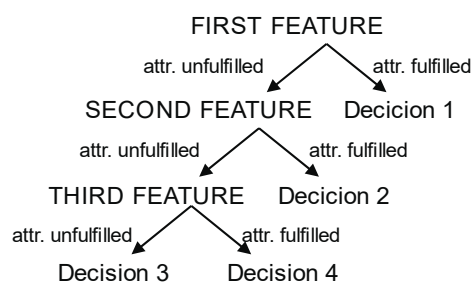 FIRST FEATURE
attr. unfulfilled attr. fulfilled
SECOND FEATURE Decicion 1
attr. unfulfilled attr. fulfilled
THIRD FEATURE Decicion 2
attr. unfulfilled attr. fulfilled
Decision 3 Decision 4